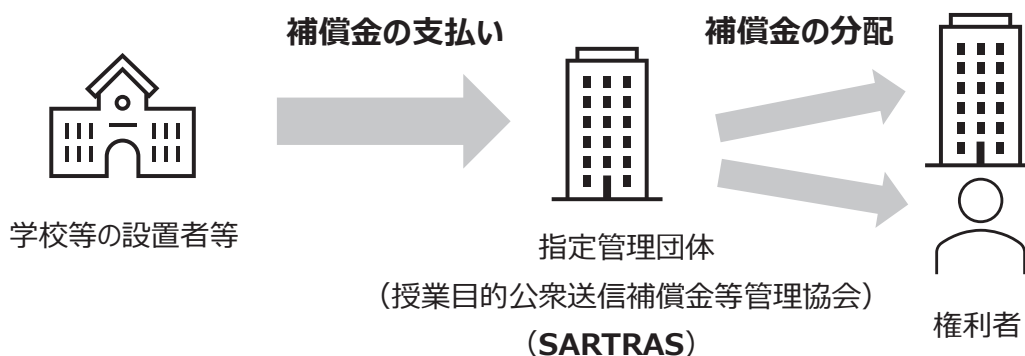 補償金の支払い
補償金の分配
学校等の設置者等
指定管理団体
（授業目的公衆送信補償金等管理協会）
（SARTRAS）
権利者